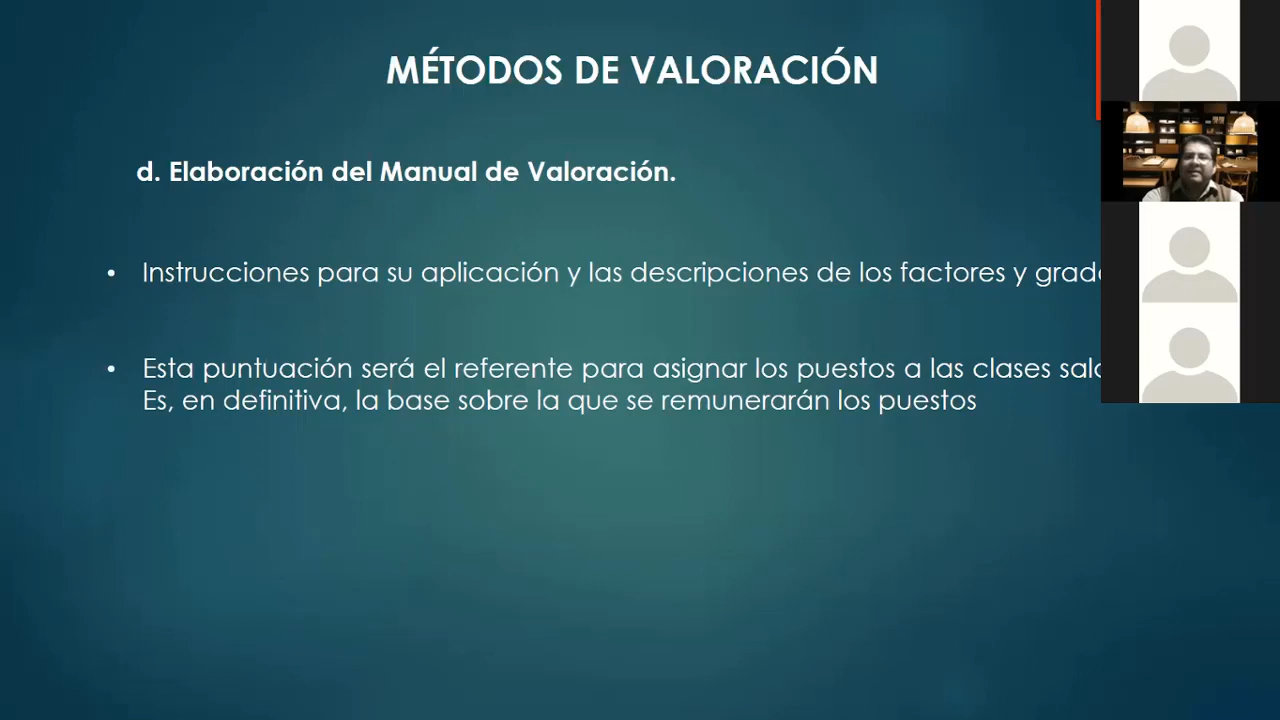 MÉTODOS DE VALORACIÓN
d. Elaboración del Manual de Valoración.
• Instrucciones para su aplicación y las descripciones de los factores y
• Esta puntuación será el referente para asignar los puestos a las clases
Es, en definitiva, la base sobre la que se remunerarán los puestos